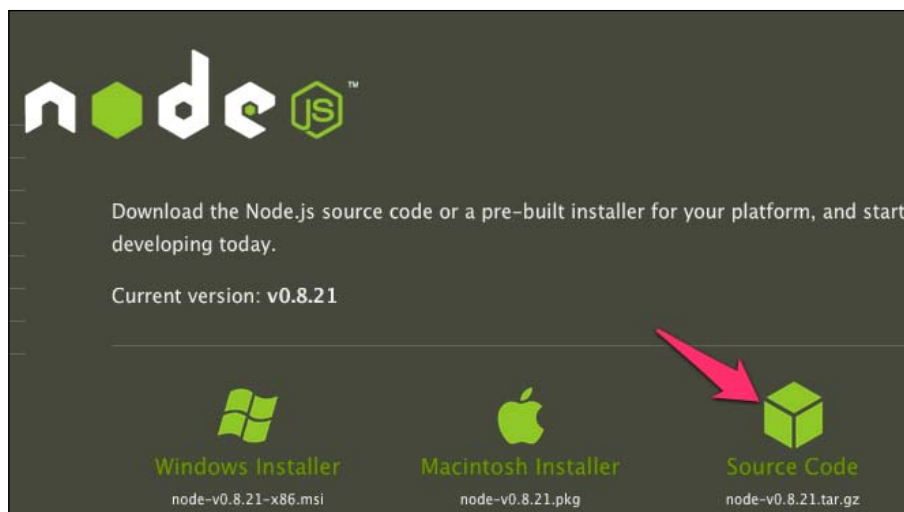 node JS™
Download the Node.js source code or a pre-built installer for your platform, and start
developing today.
Current version: v0.8.21
Windows Installer
Macintosh Installer
Source Code
node-v0.8.21-x86.msi
node-v0.8.21.pkg
node-v0.8.21.tar.gz